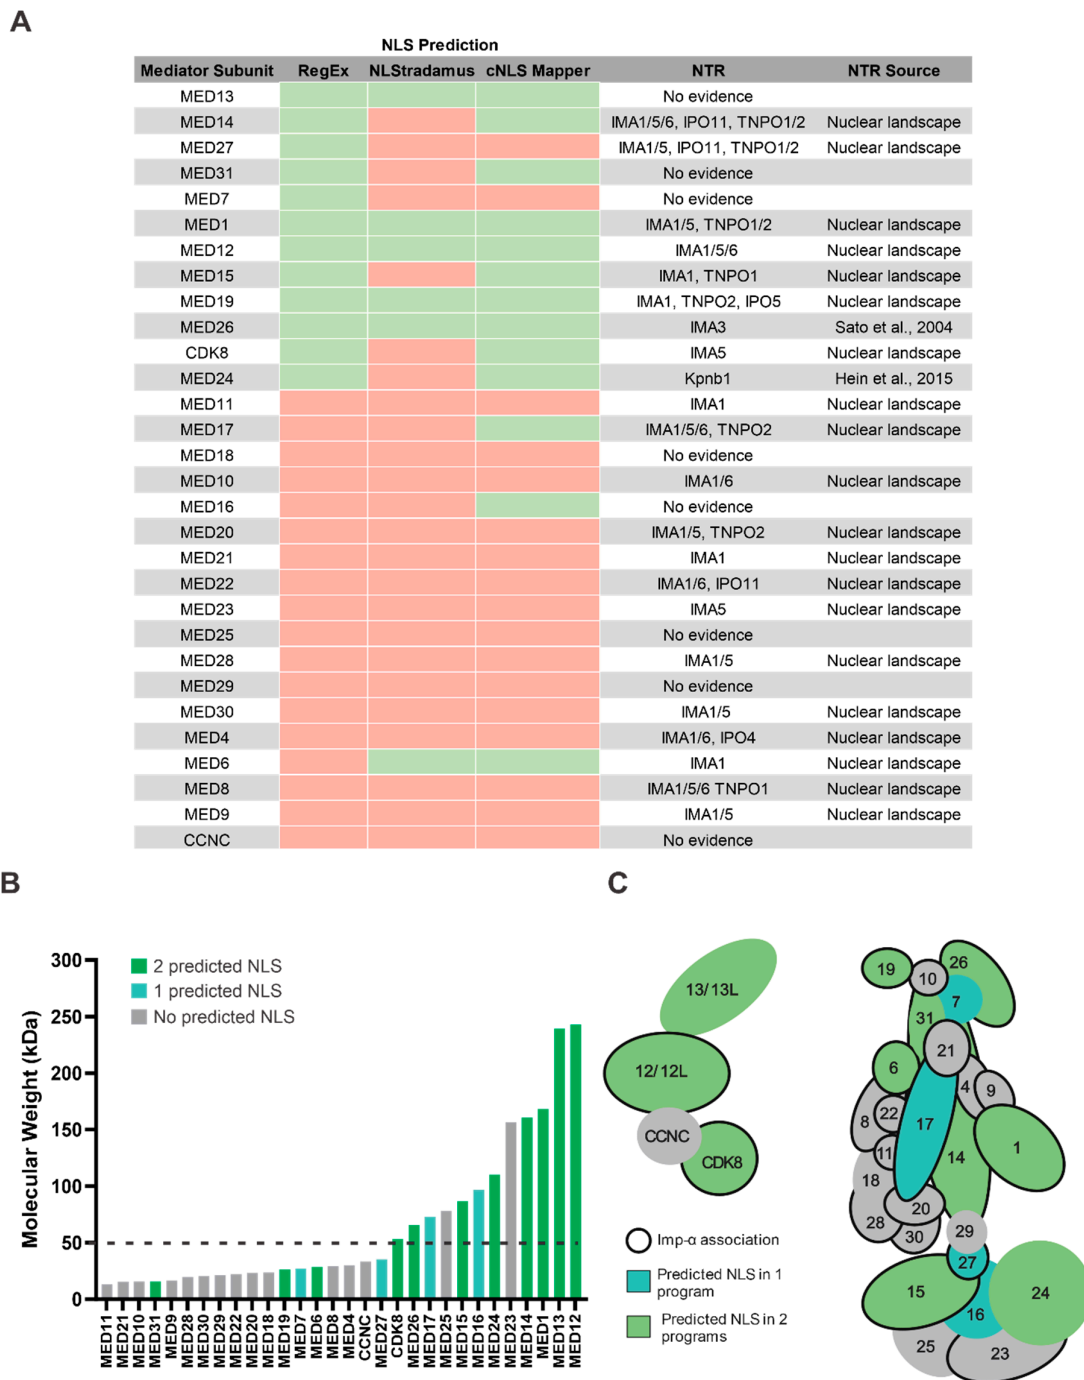 A
NLS Prediction
Mediator Subunit RegEx NLStradamus cNLS Mapper NTR NTR Source
MED13 No evidence
MED14 IMA1/5/6, IPO11, TNPO1/2 Nuclear landscape
MED27 IMA1/5, IPO11, TNPO1/2 Nuclear landscape
MED31 No evidence
MED7 No evidence
MED1 IMA1/5, TNPO1/2 Nuclear landscape
MED12 IMA1/5/6 Nuclear landscape
MED15 IMA1, TNPO1 Nuclear landscape
MED19 IMA1, TNPO2, IPO5 Nuclear landscape
MED26 IMA3 Sato et al., 2004
CDK8 IMA5 Nuclear landscape
MED24 Kpnb1 Hein et al., 2015
MED11 IMA1 Nuclear landscape
MED17 IMA1/5/6, TNPO2 Nuclear landscape
MED18 No evidence
MED10 IMA1/6 Nuclear landscape
MED16 No evidence
MED20 IMA1/5, TNPO2 Nuclear landscape
MED21 IMA1 Nuclear landscape
MED22 IMA1/6, IPO11 Nuclear landscape
MED23 IMA5 Nuclear landscape
MED25 No evidence
MED28 IMA1/5 Nuclear landscape
MED29 No evidence
MED30 IMA1/5 Nuclear landscape
MED4 IMA1/6, IPO4 Nuclear landscape
MED6 IMA1 Nuclear landscape
MED8 IMA1/5/6 TNPO1 Nuclear landscape
MED9 IMA1/5 Nuclear landscape
CCNC No evidence
B
Molecular Weight (kDa)
300
250
200
150
100
50
0
2 predicted NLS
1 predicted NLS
No predicted NLS
MED11 MED21 MED10 MED31 MED9 MED28 MED30 MED29 MED22 MED20 MED18 MED19 MED7 MED6 MED8 MED4 CCNC MED27 CDK8 MED26 MED17 MED25 MED15 MED16 MED24 MED23 MED14 MED1 MED13 MED12
C
13/13L
12/12L
CCNC
CDK8
19
10
26
7
31
21
6
4
9
22
8
17
11
1
14
18
20
28
30
29
27
15
24
16
25
23
Imp-α association
Predicted NLS in 1
program
Predicted NLS in 2
programs